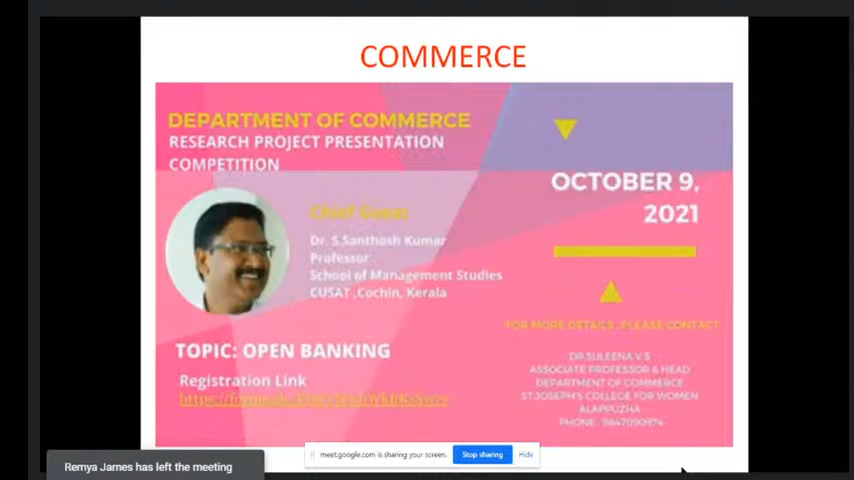 COMMERCE
DEPARTMENT OF COMMERCE
RESEARCH PROJECT PRESENTATION
COMPETITION
OCTOBER 9,
2021
Chief Guest
Dr. S.Santhosh Kumar
Professor
School of Management Studies
CUSAT ,Cochin, Kerala
FOR MORE DETAILS , PLEASE CONTACT
TOPIC: OPEN BANKING
Registration Link
DR.SULEENA V S
ASSOCIATE PROFESSOR & HEAD
DEPARTMENT OF COMMERCE
ST.JOSEPH'S COLLEGE FOR WOMEN
ALAPPUZHA
PHONE :
meet.google.com is sharing your screen.
Stop sharing
Hide
Remya James has left the meeting